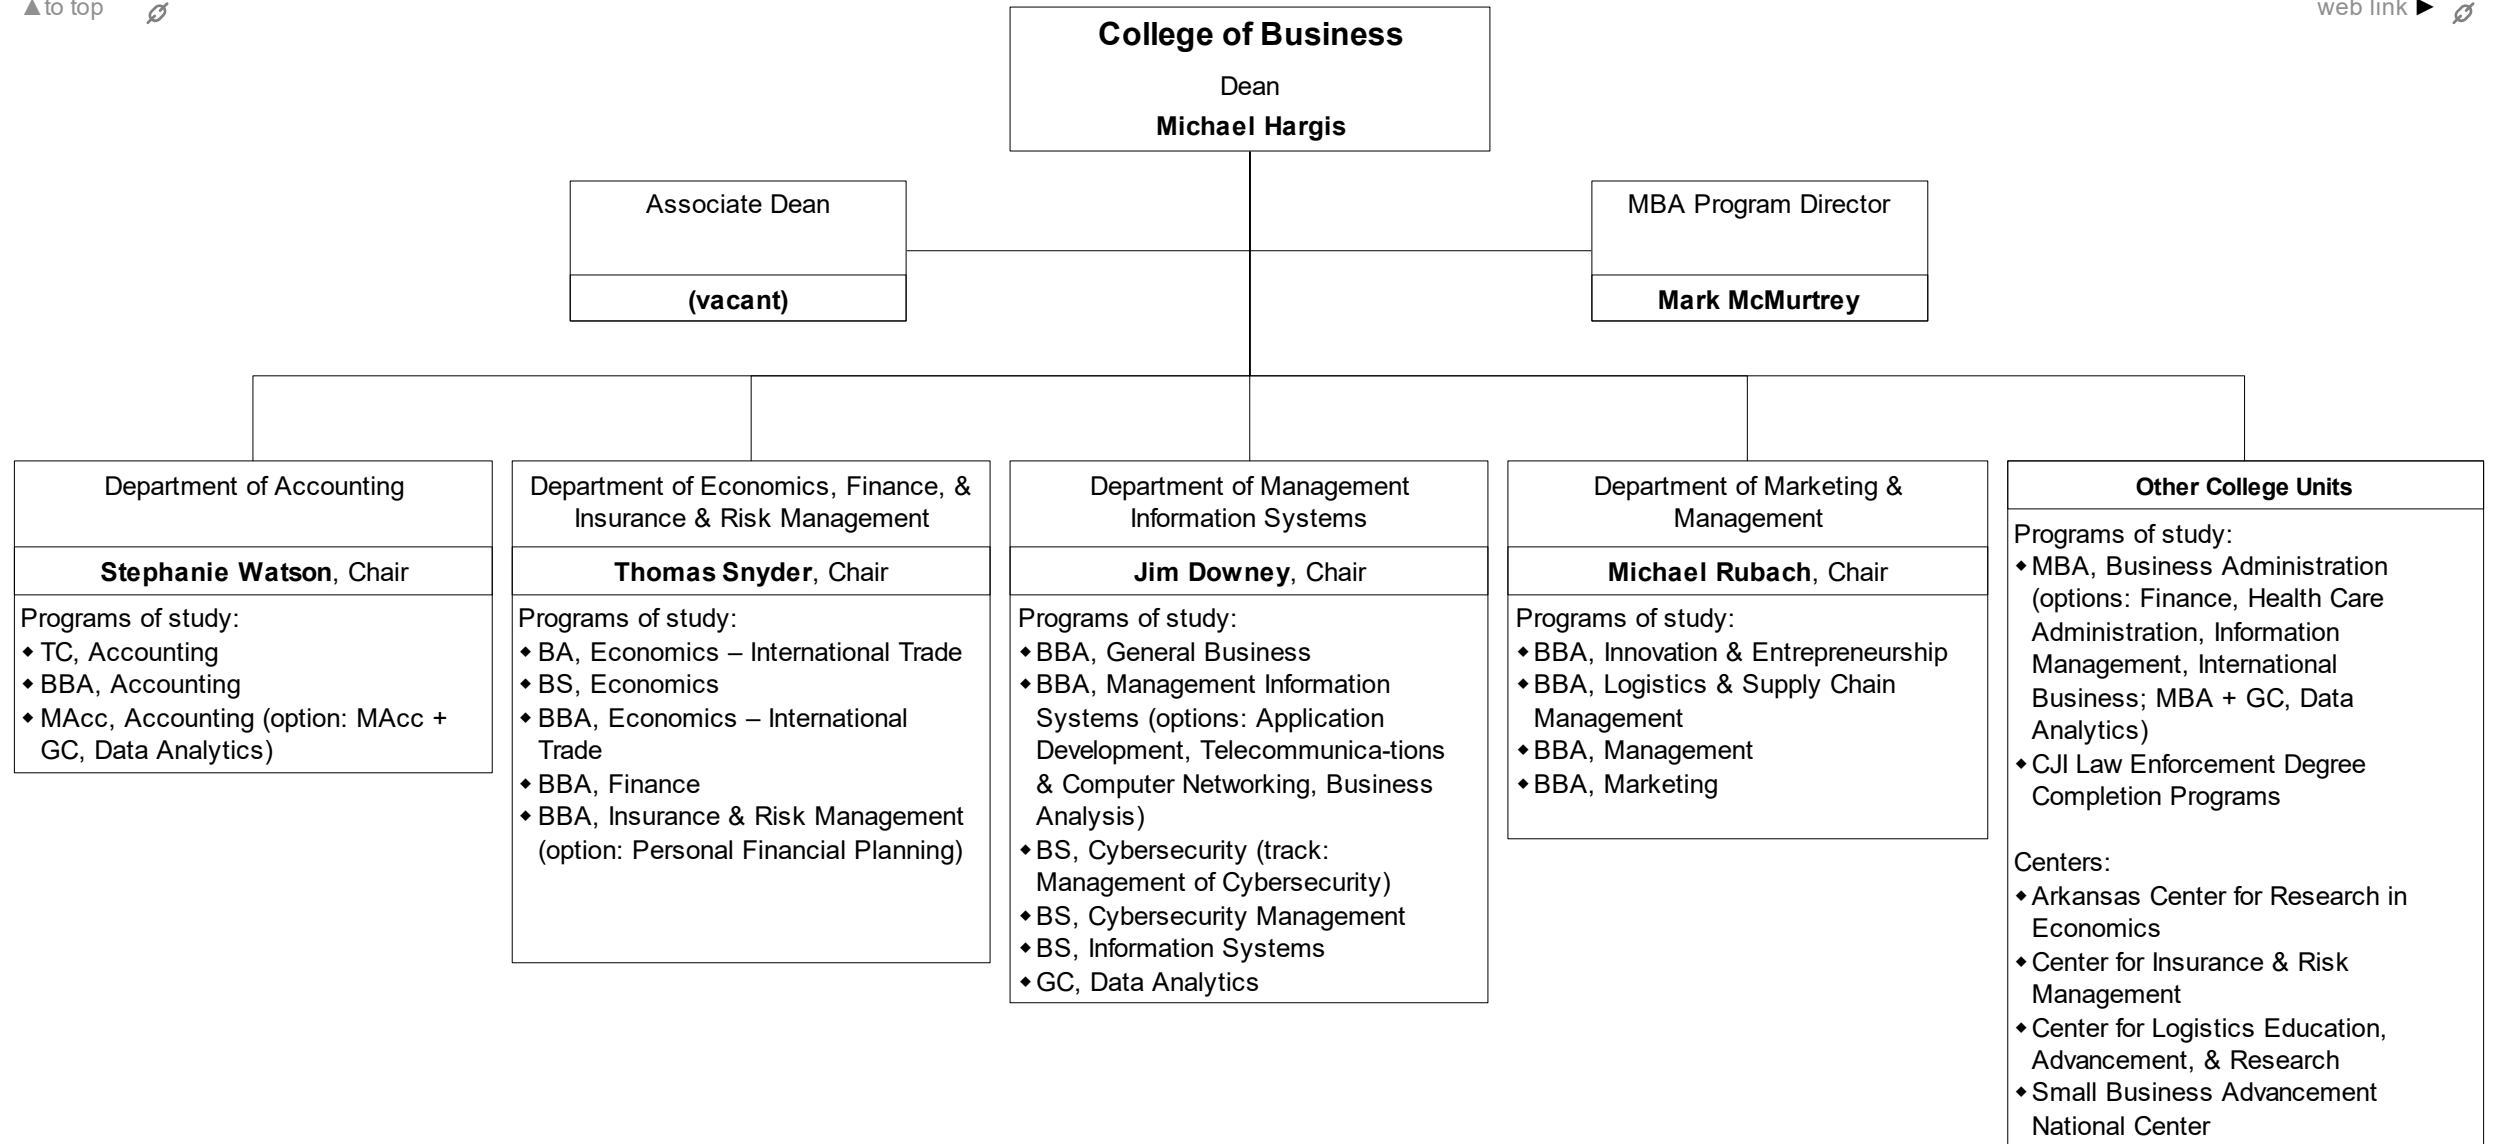 ▲to top
web link ►
College of Business
Dean
Michael Hargis
Associate Dean
(vacant)
MBA Program Director
Mark McMurtrey
Department of Accounting
Stephanie Watson, Chair
Programs of study:
◆ TC, Accounting
◆ BBA, Accounting
◆ MAcc, Accounting (option: MAcc +
GC, Data Analytics)
Department of Economics, Finance, &
Insurance & Risk Management
Thomas Snyder, Chair
Programs of study:
◆ BA, Economics – International Trade
◆ BS, Economics
◆ BBA, Economics – International
Trade
◆ BBA, Finance
◆ BBA, Insurance & Risk Management
(option: Personal Financial Planning)
Department of Management
Information Systems
Jim Downey, Chair
Programs of study:
◆ BBA, General Business
◆ BBA, Management Information
Systems (options: Application
Development, Telecommunica-tions
& Computer Networking, Business
Analysis)
◆ BS, Cybersecurity (track:
Management of Cybersecurity)
◆ BS, Cybersecurity Management
◆ BS, Information Systems
◆ GC, Data Analytics
Department of Marketing &
Management
Michael Rubach, Chair
Programs of study:
◆ BBA, Innovation & Entrepreneurship
◆ BBA, Logistics & Supply Chain
Management
◆ BBA, Management
◆ BBA, Marketing
Other College Units
Programs of study:
◆ MBA, Business Administration
(options: Finance, Health Care
Administration, Information
Management, International
Business; MBA + GC, Data
Analytics)
◆ CJI Law Enforcement Degree
Completion Programs
Centers:
◆ Arkansas Center for Research in
Economics
◆ Center for Insurance & Risk
Management
◆ Center for Logistics Education,
Advancement, & Research
◆ Small Business Advancement
National Center